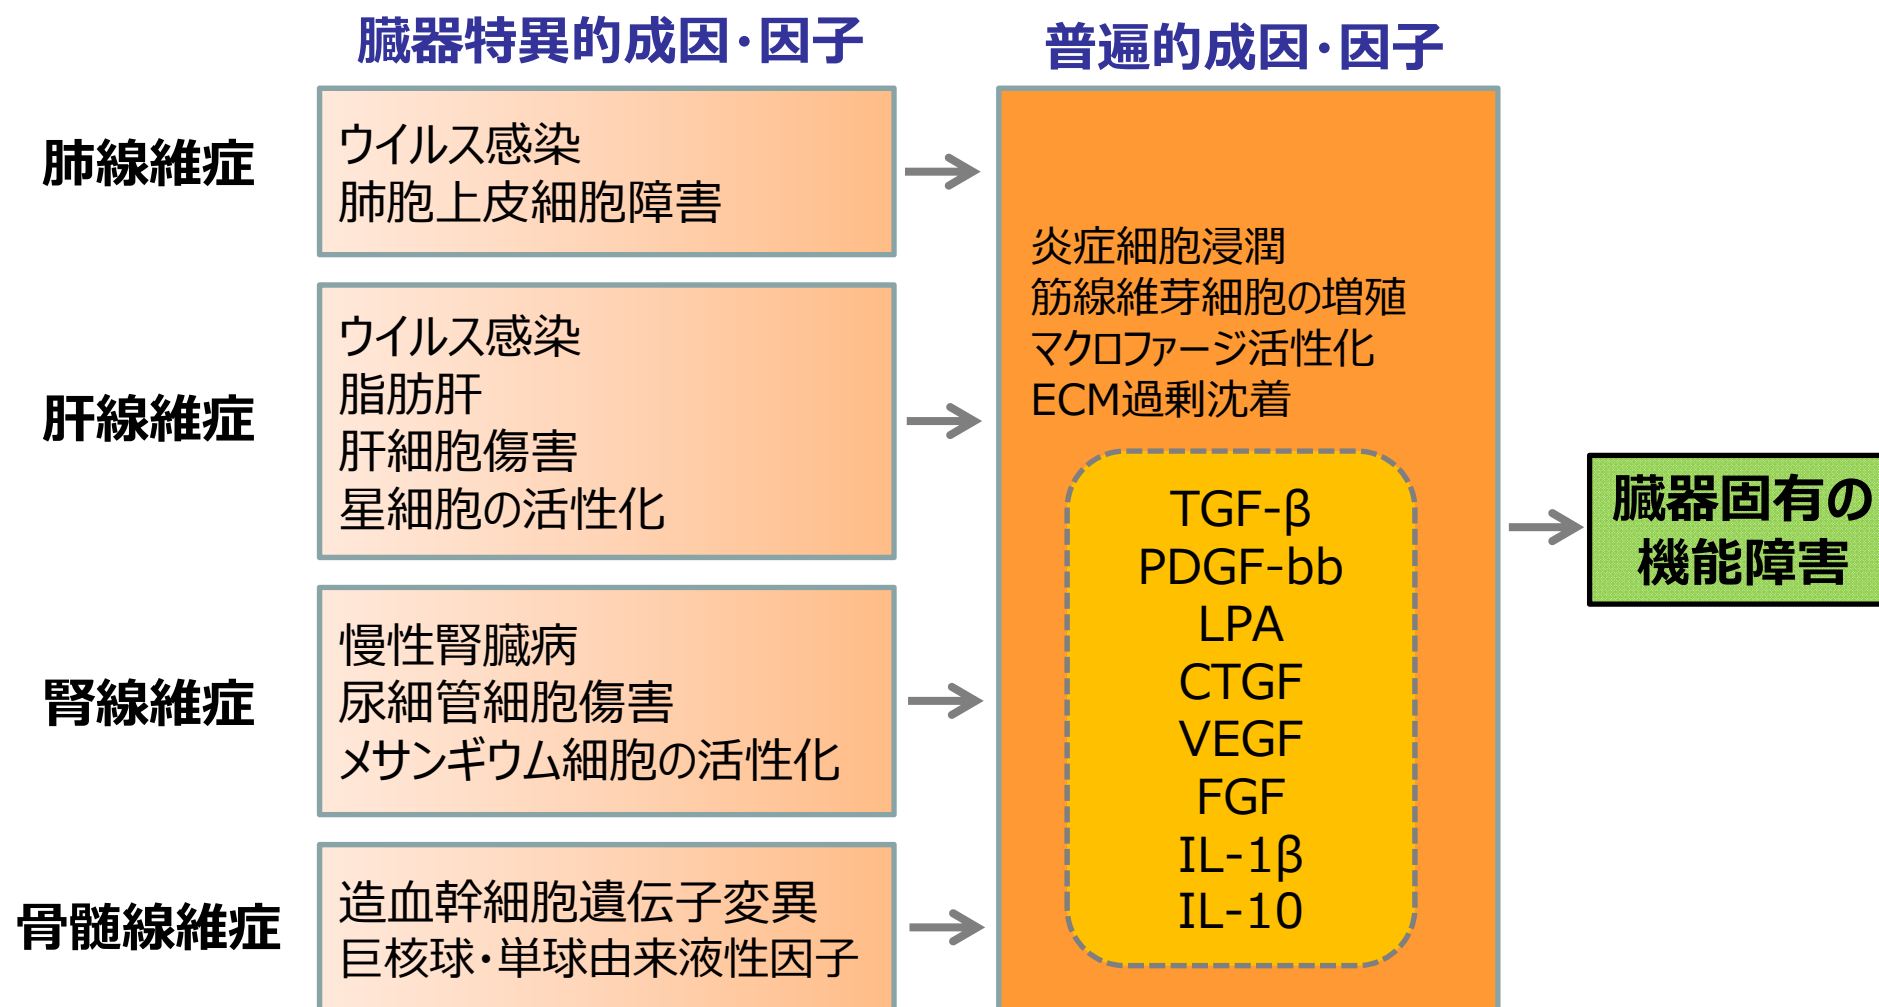 臓器特異的成因・因子
普遍的成因・因子
肺線維症
ウイルス感染
肺胞上皮細胞障害
肝線維症
ウイルス感染
脂肪肝
肝細胞傷害
星細胞の活性化
腎線維症
慢性腎臓病
尿細管細胞傷害
メサンギウム細胞の活性化
骨髄線維症
造血幹細胞遺伝子変異
巨核球・単球由来液性因子
炎症細胞浸潤
筋線維芽細胞の増殖
マクロファージ活性化
ECM過剰沈着
TGF-β
PDGF-bb
LPA
CTGF
VEGF
FGF
IL-1β
IL-10
臓器固有の
機能障害